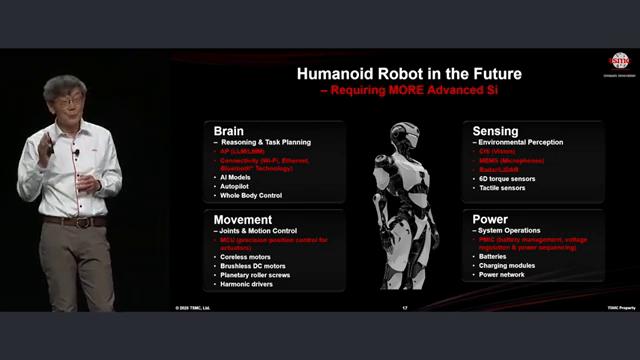 Humanoid Robot in the Future
– Requiring MORE Advanced Si
tsmc
Brain
– Reasoning & Task Planning
• AP (LLM/LMM)
• Connectivity (Wi-Fi, Ethernet,
Bluetooth® Technology)
• AI Models
• Autopilot
• Whole Body Control
Sensing
– Environmental Perception
• CIS (Vision)
• MEMS (Microphones)
• Radar/LiDAR
• 6D torque sensors
• Tactile sensors
Movement
– Joints & Motion Control
• MCU (precision position control for
actuators)
• Coreless motors
• Brushless DC motors
• Planetary roller screws
• Harmonic drivers
Power
– System Operations
• PMIC (battery management, voltage
regulation & power sequencing)
• Batteries
• Charging modules
• Power network
TSMC, Ltd.
17
TSMC Property